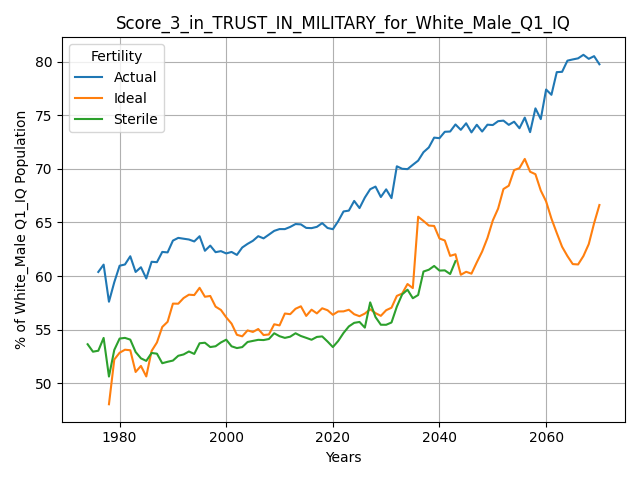 Score_3_in_TRUST_IN_MILITARY_for_White_Male_Q1_IQ
Fertility
Actual
Ideal
Sterile
% of White_Male Q1_IQ Population
80
75
70
65
60
55
50
1980
2000
2020
2040
2060
Years